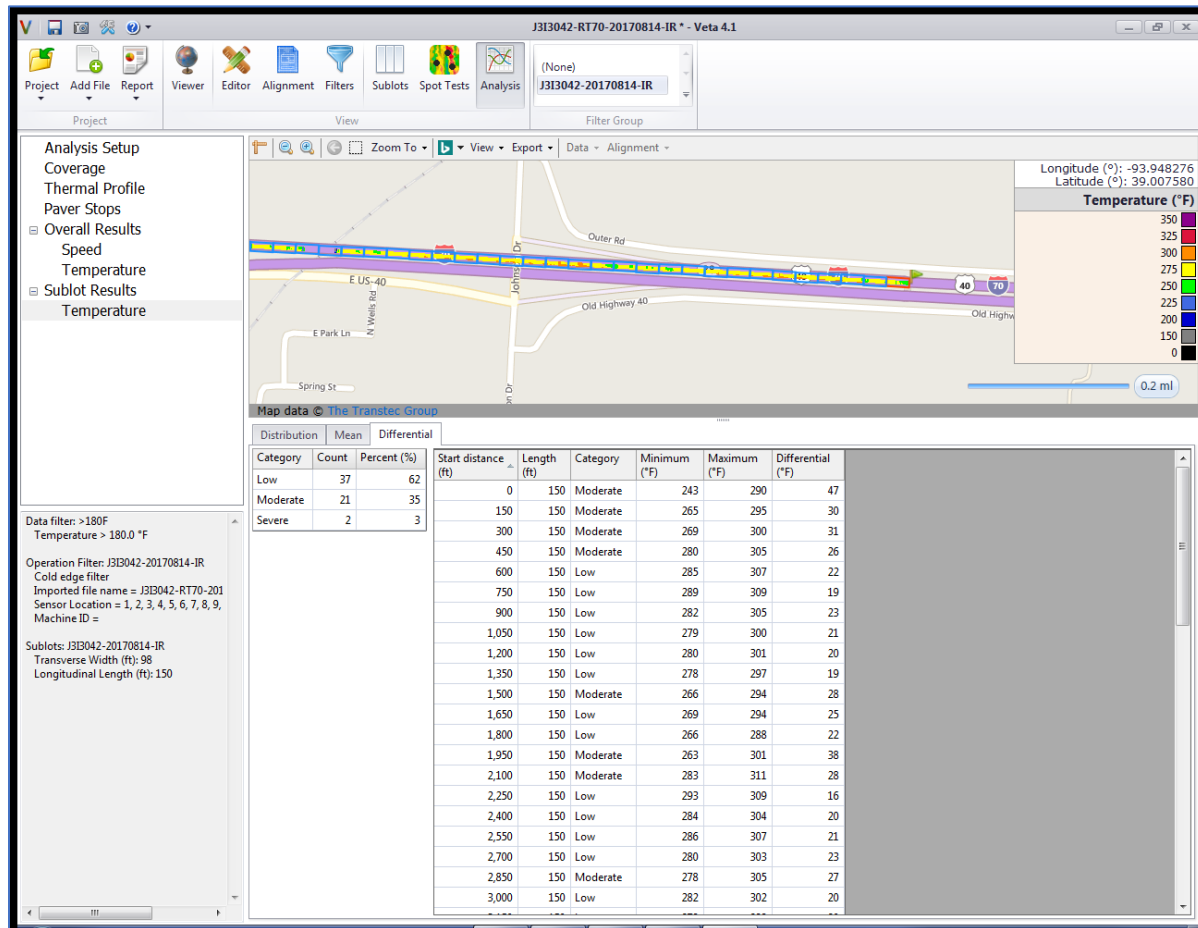 J3I3042-RT70-20170814-IR * - Veta 4.1
Project Add File Report Viewer Editor Alignment Filters Sublots Spot Tests Analysis
(None)
J3I3042-20170814-IR
Project View Filter Group
Analysis Setup
Coverage
Thermal Profile
Paver Stops
Overall Results
Speed
Temperature
Sublot Results
Temperature
Data filter: >180F
Temperature > 180.0 °F
Operation Filter: J3I3042-20170814-IR
Cold edge filter
Imported file name = J3I3042-RT70-201
Sensor Location = 1, 2, 3, 4, 5, 6, 7, 8, 9,
Machine ID =
Sublots: J3I3042-20170814-IR
Transverse Width (ft): 98
Longitudinal Length (ft): 150
Zoom To View Export Data Alignment
Longitude (°): -93.948276
Latitude (°): 39.007580
Temperature (°F)
350
325
300
275
250
225
200
150
0
Outer Rd
E US-40
Old Highway 40
40 70
Old Highw
N Wells Rd
E Park Ln
Spring St
0.2 mI
Map data © The Transtec Group
Distribution Mean Differential
Category Count Percent (%)
Low 37 62
Moderate 21 35
Severe 2 3
Start distance (ft) Length (ft) Category Minimum (°F) Maximum (°F) Differential (°F)
0 150 Moderate 243 290 47
150 150 Moderate 265 295 30
300 150 Moderate 269 300 31
450 150 Moderate 280 305 26
600 150 Low 285 307 22
750 150 Low 289 309 19
900 150 Low 282 305 23
1,050 150 Low 279 300 21
1,200 150 Low 280 301 20
1,350 150 Low 278 297 19
1,500 150 Moderate 266 294 28
1,650 150 Low 269 294 25
1,800 150 Low 266 288 22
1,950 150 Moderate 263 301 38
2,100 150 Moderate 283 311 28
2,250 150 Low 293 309 16
2,400 150 Low 284 304 20
2,550 150 Low 286 307 21
2,700 150 Low 280 303 23
2,850 150 Moderate 278 305 27
3,000 150 Low 282 302 20